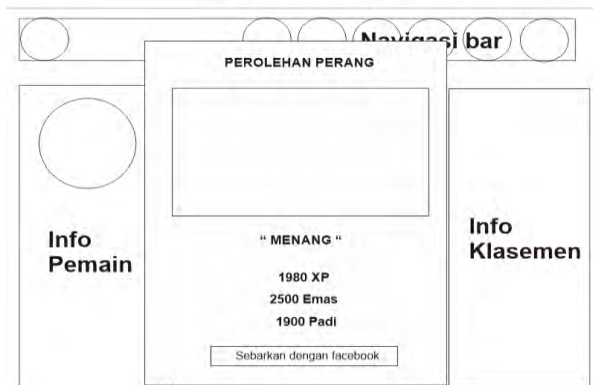 Navigasi bar
PEROLEHAN PERANG
Info
Pemain
“ MENANG “
1980 XP
2500 Emas
1900 Padi
Sebarkan dengan facebook
Info
Klasemen